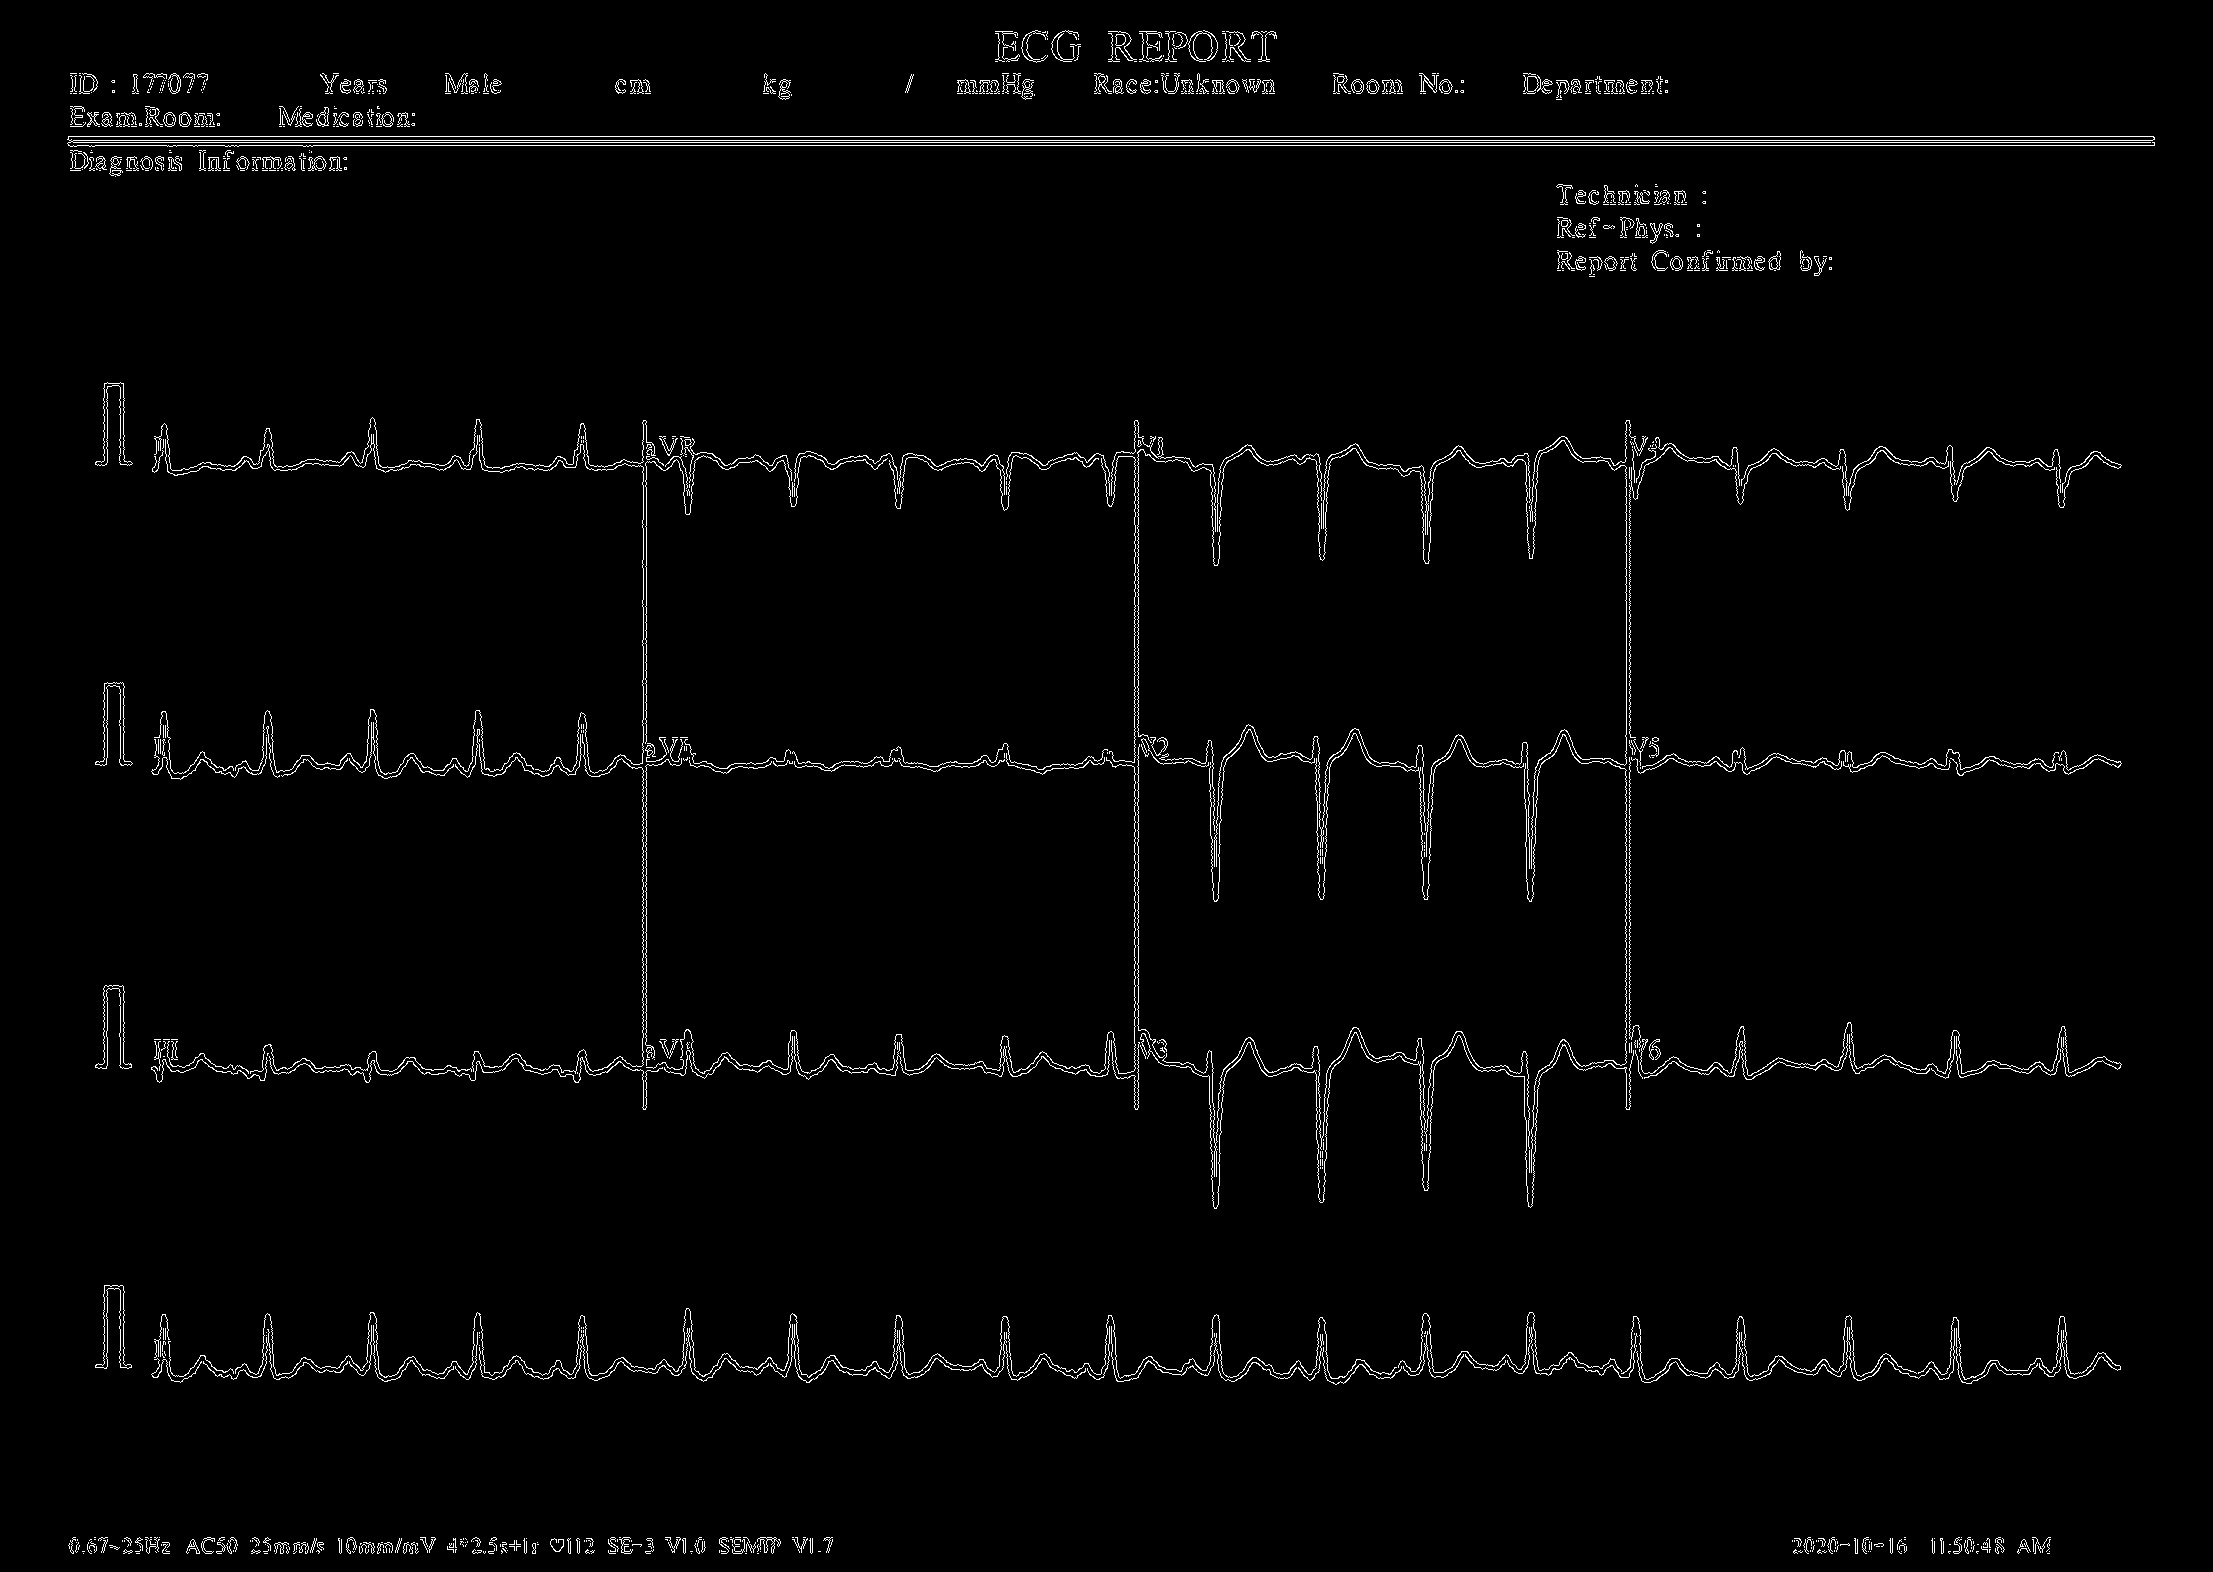 ECG REPORT
ID : 177077 Years Male cm kg / mmHg Race:Unknown Room No.: Department:
Exam.Room: Medication:
Diagnosis Information:
Technician :
Ref-Phys. :
Report Confirmed by:
I aVR V1 V4
II aVL V2 V5
III aVF V3 V6
II
0.67~25Hz AC50 25mm/s 10mm/mV 4*2.5s+1r ♡112 SE-3 V1.0 SEMIP V1.7
2020-10-16 11:50:48 AM